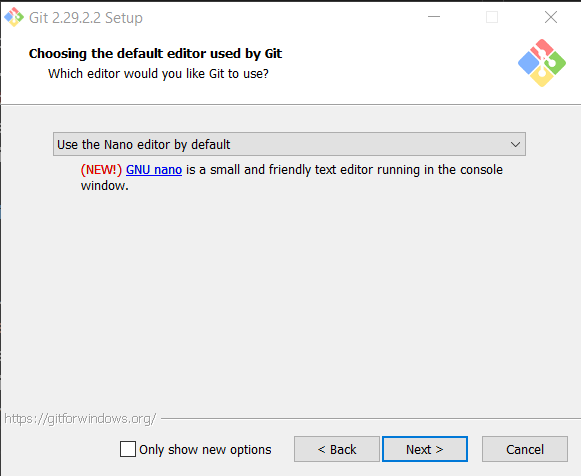 Git 2.29.2.2 Setup
Choosing the default editor used by Git
Which editor would you like Git to use?
Use the Nano editor by default
(NEW!) GNU nano is a small and friendly text editor running in the console
window.
https://gitforwindows.org/
Only show new options
< Back
Next >
Cancel